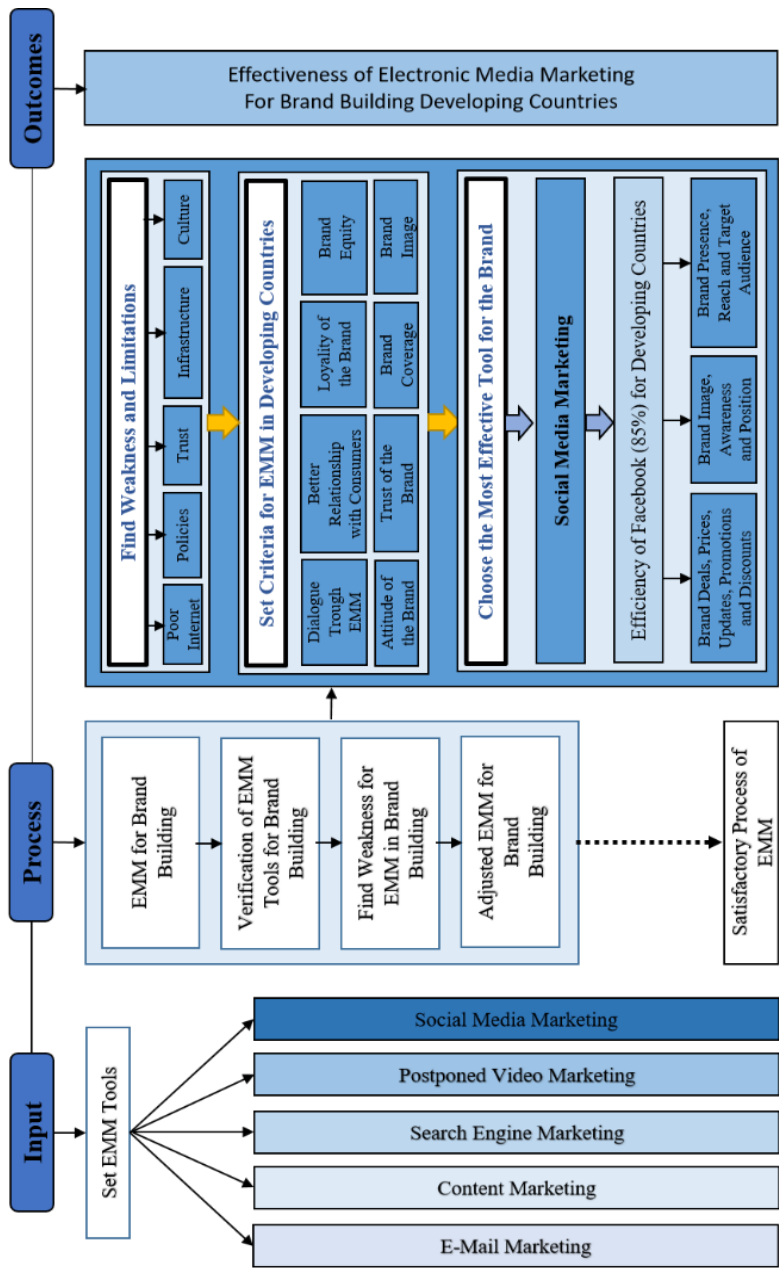 Input
Process
Outcomes
Set EMM Tools
E-Mail Marketing
Content Marketing
Search Engine Marketing
Postponed Video Marketing
Social Media Marketing
EMM for Brand
Building
Verification of EMM
Tools for Brand
Building
Find Weakness for
EMM in Brand
Building
Adjusted EMM for
Brand
Building
Satisfactory Process of
EMM
Find Weakness and Limitations
Poor
Internet
Policies
Trust
Infrastructure
Culture
Set Criteria for EMM in Developing Countries
Dialogue
Trough
EMM
Better
Relationship
with Consumers
Loyality of
the Brand
Brand
Equity
Attitude of
the Brand
Trust of the
Brand
Brand
Coverage
Brand
Image
Choose the Most Effective Tool for the Brand
Social Media Marketing
Efficiency of Facebook (85%) for Developing Countries
Brand Deals, Prices,
Updates, Promotions
and Discounts
Brand Image,
Awareness
and Position
Brand Presence,
Reach and Target
Audience
Effectiveness of Electronic Media Marketing
For Brand Building Developing Countries